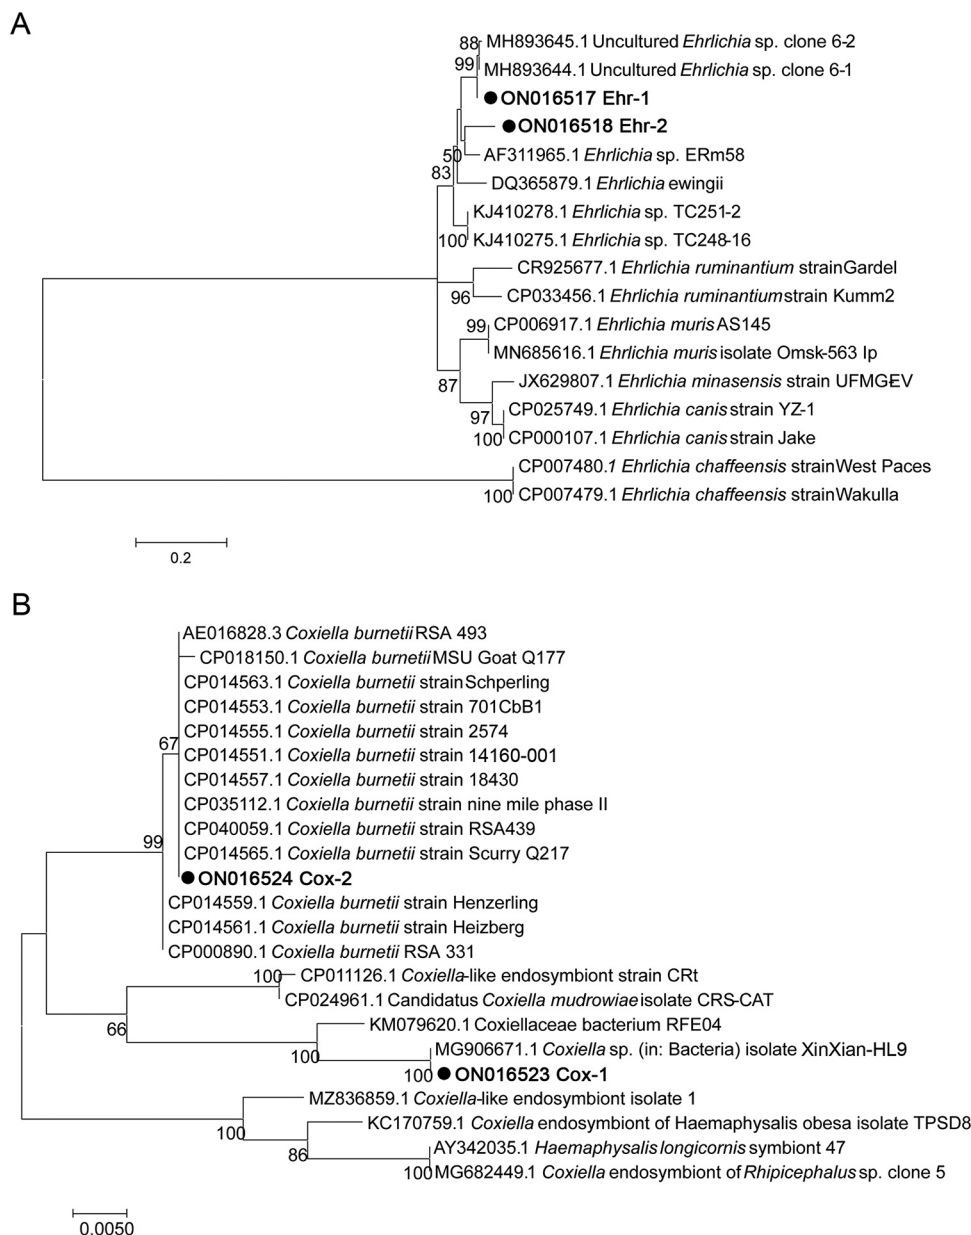 A
88 MH893645.1 Uncultured Ehrlichia sp. clone 6-2
99 MH893644.1 Uncultured Ehrlichia sp. clone 6-1
ON016517 Ehr-1
ON016518 Ehr-2
50 AF311965.1 Ehrlichia sp. ERm58
83
DQ365879.1 Ehrlichia ewingii
KJ410278.1 Ehrlichia sp. TC251-2
100 KJ410275.1 Ehrlichia sp. TC248-16
CR925677.1 Ehrlichia ruminantium strainGardel
96 CP033456.1 Ehrlichia ruminantiumstrain Kumm2
99 CP006917.1 Ehrlichia muris AS145
MN685616.1 Ehrlichia muris isolate Omsk-563 Ip
87 JX629807.1 Ehrlichia minasensis strain UFMG-EV
97 CP025749.1 Ehrlichia canis strain YZ-1
100 CP000107.1 Ehrlichia canis strain Jake
CP007480.1 Ehrlichia chaffeensis strainWest Paces
100 CP007479.1 Ehrlichia chaffeensis strainWakulla
0.2
B
AE016828.3 Coxiella burnetii RSA 493
CP018150.1 Coxiella burnetii MSU Goat Q177
CP014563.1 Coxiella burnetii strainSchperling
CP014553.1 Coxiella burnetii strain 701CbB1
CP014555.1 Coxiella burnetii strain 2574
67 CP014551.1 Coxiella burnetii strain 14160-001
CP014557.1 Coxiella burnetii strain 18430
CP035112.1 Coxiella burnetii strain nine mile phase II
CP040059.1 Coxiella burnetii strain RSA439
99 CP014565.1 Coxiella burnetii strain Scurry Q217
ON016524 Cox-2
CP014559.1 Coxiella burnetii strain Henzerling
CP014561.1 Coxiella burnetii strain Heizberg
CP000890.1 Coxiella burnetii RSA 331
100 CP011126.1 Coxiella-like endosymbiont strain CRt
CP024961.1 Candidatus Coxiella mudrowiae isolate CRS-CAT
66 KM079620.1 Coxiellaceae bacterium RFE04
100 MG906671.1 Coxiella sp. (in: Bacteria) isolate XinXian-HL9
100 ON016523 Cox-1
MZ836859.1 Coxiella-like endosymbiont isolate 1
100 KC170759.1 Coxiella endosymbiont of Haemaphysalis obesa isolate TPSD8
86 AY342035.1 Haemaphysalis longicornis symbiont 47
100 MG682449.1 Coxiella endosymbiont of Rhipicephalus sp. clone 5
0.0050